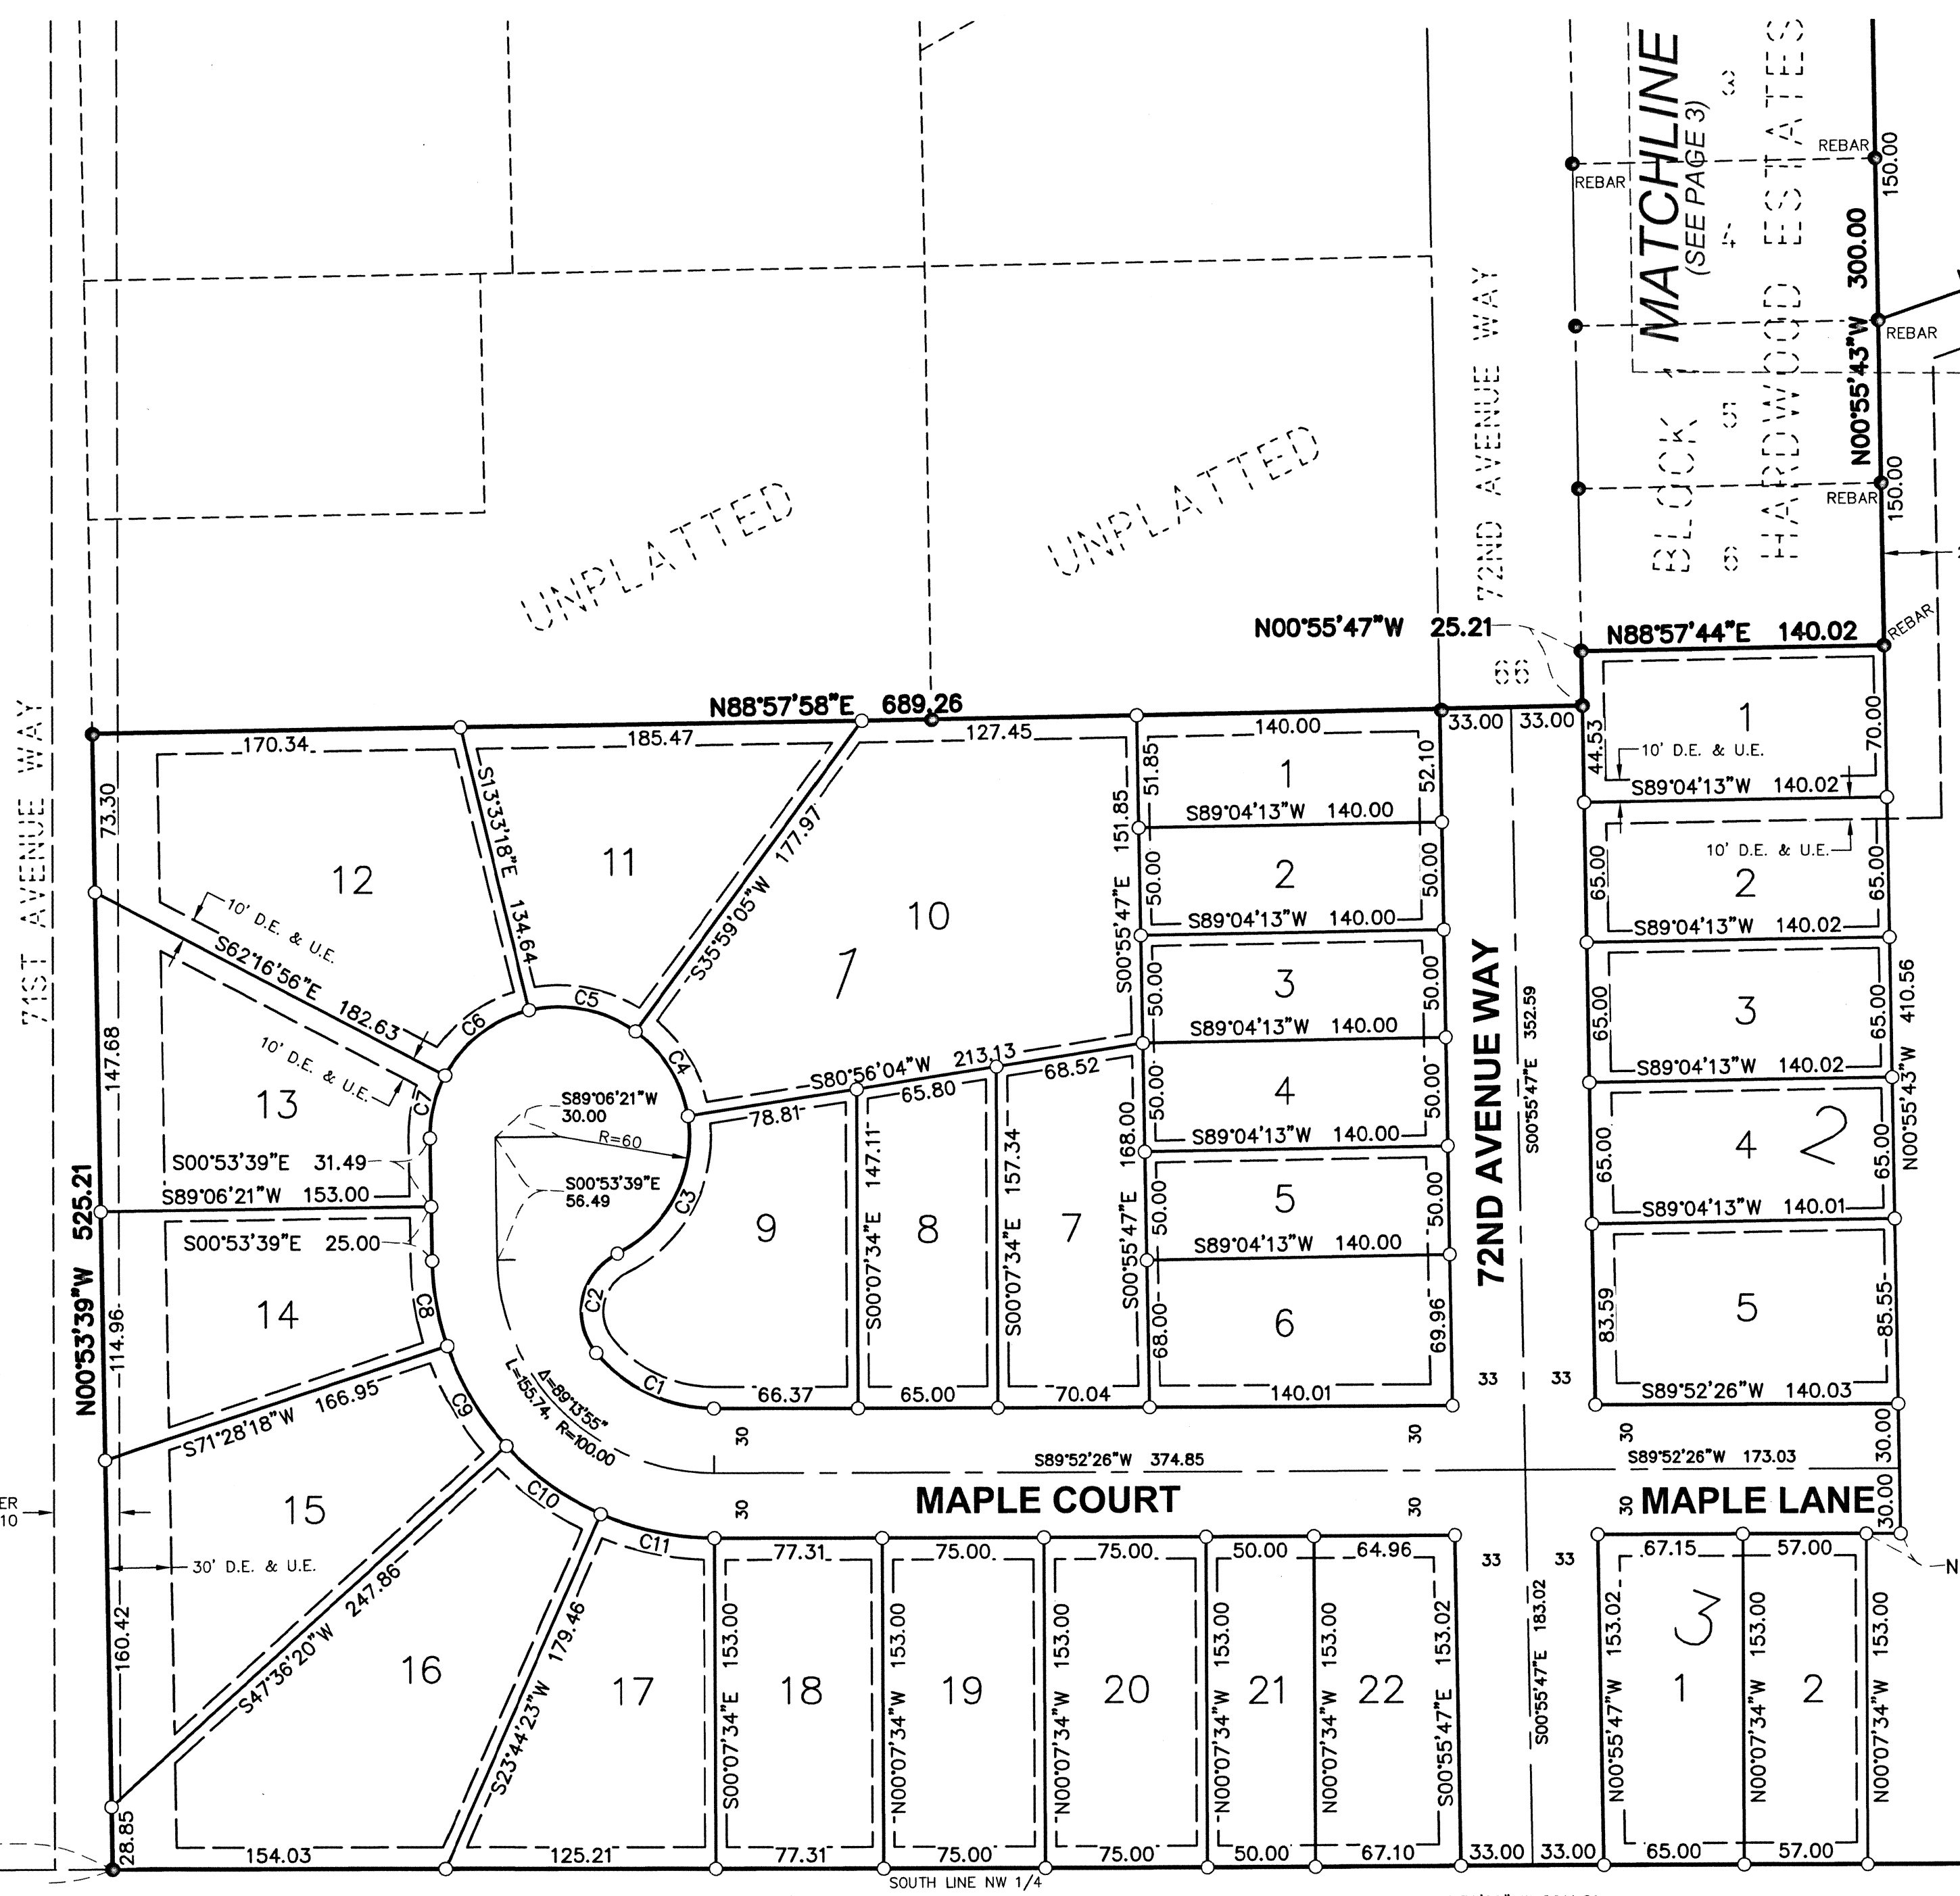 MATCHLINE
(SEE PAGE 3)
BLOCK 1
HARDWOOD ESTATES
3
4
5
6
REBAR
REBAR
REBAR
REBAR
REBAR
150.00
N00°55'43"W 300.00
150.00
72ND AVENUE WAY
71ST AVENUE WAY
UNPLATTED
UNPLATTED
N00°55'47"W 25.21
N88°57'44"E 140.02
66
N88°57'58"E 689.26
170.34
185.47
127.45
140.00
33.00
33.00
73.30
147.68
N00°53'39"W 525.21
114.96
160.42
28.85
12
S13°33'18"E 134.64
11
S35°59'05"W 177.97
10
1
10' D.E. & U.E.
S62°16'56"E 182.63
10' D.E. & U.E.
13
C6
C5
C4
C7
S00°53'39"E 31.49
S89°06'21"W 153.00
S00°53'39"E 25.00
14
C8
S71°28'18"W 166.95
C9
15
30' D.E. & U.E.
S47°36'20"W 247.86
C10
16
S23°44'23"W 179.46
C11
17
S89°06'21"W
30.00
R=60
S00°53'39"E
56.49
C3
C2
C1
Δ=89°13'55"
L=155.74, R=100.00
S80°56'04"W 213.13
78.81
65.80
68.52
9
S00°07'34"E 147.11
8
S00°07'34"E 157.34
7
66.37
65.00
70.04
140.01
S00°55'47"E 151.85
S00°55'47"E 168.00
51.85
1
52.10
S89°04'13"W 140.00
50.00
2
50.00
S89°04'13"W 140.00
50.00
3
50.00
S89°04'13"W 140.00
50.00
4
50.00
S89°04'13"W 140.00
50.00
5
50.00
S89°04'13"W 140.00
68.00
6
69.96
72ND AVENUE WAY
S00°55'47"E 352.59
33
33
44.53
1
70.00
10' D.E. & U.E.
S89°04'13"W 140.02
10' D.E. & U.E.
65.00
2
65.00
S89°04'13"W 140.02
65.00
3
65.00
S89°04'13"W 140.02
N00°55'43"W 410.56
65.00
4
2
65.00
S89°04'13"W 140.01
83.59
5
85.55
S89°52'26"W 140.03
30
30
30
30.00
S89°52'26"W 374.85
S89°52'26"W 173.03
MAPLE COURT
MAPLE LANE
30
30
30
30.00
ER
10
77.31
75.00
75.00
50.00
64.96
33
33
67.15
57.00
N
S00°07'34"E 153.00
18
N00°07'34"W 153.00
19
N00°07'34"W 153.00
20
N00°07'34"W 153.00
21
N00°07'34"W 153.00
22
S00°55'47"E 153.02
S00°55'47"E 183.02
N00°55'47"W 153.02
3
1
N00°07'34"W 153.00
2
N00°07'34"W 153.00
154.03
125.21
77.31
75.00
75.00
50.00
67.10
33.00
33.00
65.00
57.00
SOUTH LINE NW 1/4